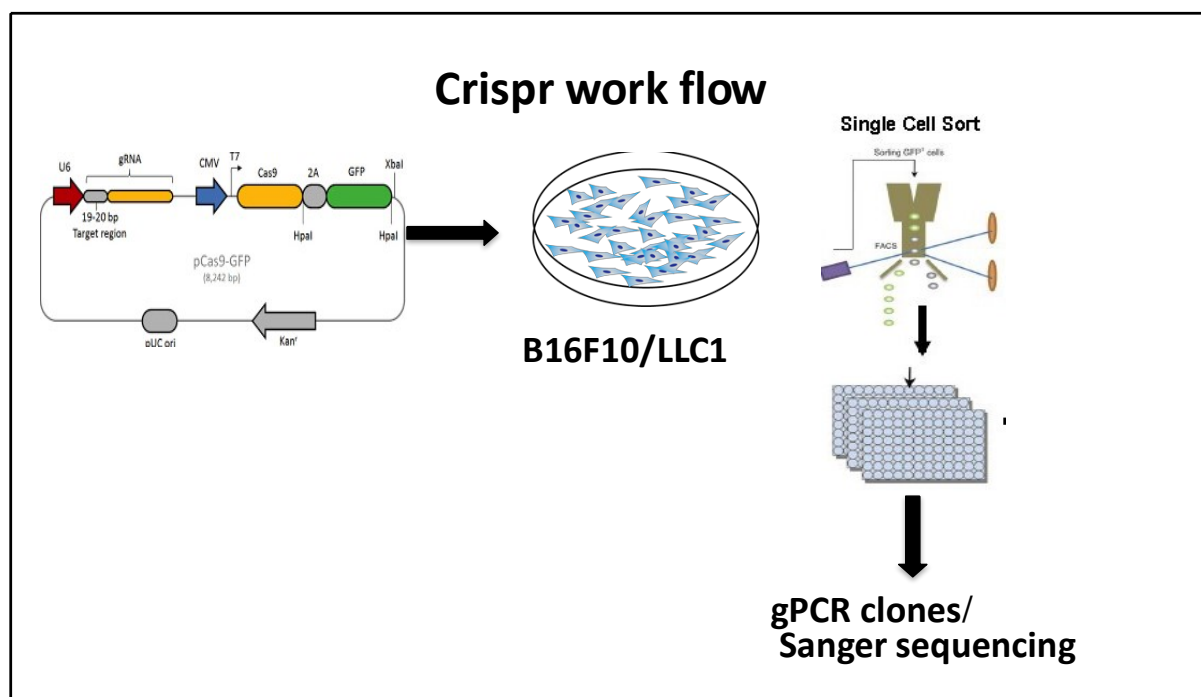 Crispr work flow
U6
gRNA
CMV
T7
Cas9
2A
GFP
XbaI
19-20 bp
Target region
HpaI
HpaI
pCas9-GFP
(8,242 bp)
pUC ori
Kanʳ
B16F10/LLC1
Single Cell Sort
Sorting GFP⁺ cells
FACS
gPCR clones/
Sanger sequencing